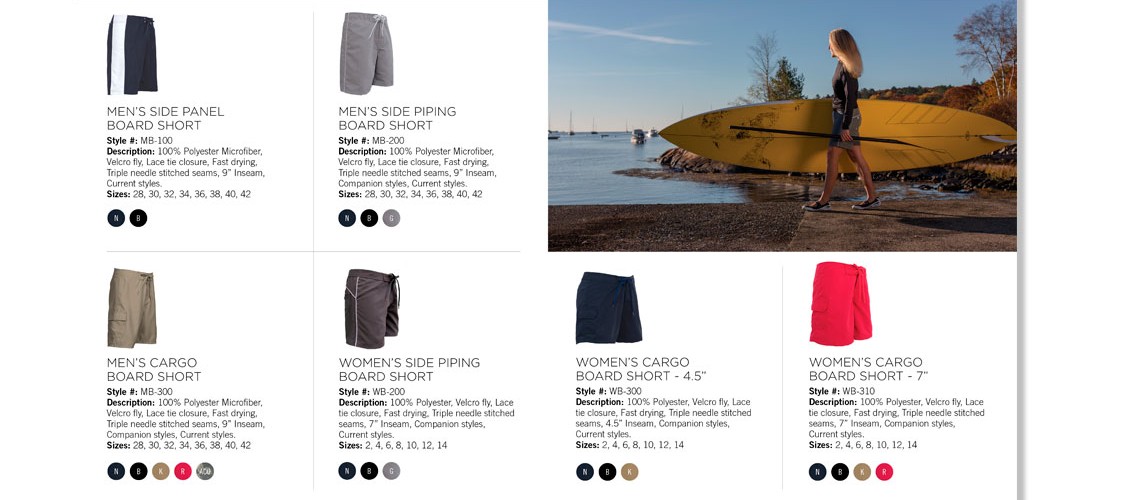 MEN'S SIDE PANEL
BOARD SHORT
Style #: MB-100
Description: 100% Polyester Microfiber,
Velcro fly, Lace tie closure, Fast drying,
Triple needle stitched seams, 9" Inseam,
Current styles.
Sizes: 28, 30, 32, 34, 36, 38, 40, 42
N B
MEN'S SIDE PIPING
BOARD SHORT
Style #: MB-200
Description: 100% Polyester Microfiber,
Velcro fly, Lace tie closure, Fast drying,
Triple needle stitched seams, 9" Inseam,
Companion styles, Current styles.
Sizes: 28, 30, 32, 34, 36, 38, 40, 42
N B G
MEN'S CARGO
BOARD SHORT
Style #: MB-300
Description: 100% Polyester Microfiber,
Velcro fly, Lace tie closure, Fast drying,
Triple needle stitched seams, 9" Inseam,
Companion styles, Current styles.
Sizes: 28, 30, 32, 34, 36, 38, 40, 42
N B K R ACU
WOMEN'S SIDE PIPING
BOARD SHORT
Style #: WB-200
Description: 100% Polyester, Velcro fly, Lace
tie closure, Fast drying, Triple needle stitched
seams, 7" Inseam, Companion styles,
Current styles.
Sizes: 2, 4, 6, 8, 10, 12, 14
N B G
WOMEN'S CARGO
BOARD SHORT - 4.5"
Style #: WB-300
Description: 100% Polyester, Velcro fly, Lace
tie closure, Fast drying, Triple needle stitched
seams, 4.5" Inseam, Companion styles,
Current styles.
Sizes: 2, 4, 6, 8, 10, 12, 14
N B K
WOMEN'S CARGO
BOARD SHORT - 7"
Style #: WB-310
Description: 100% Polyester, Velcro fly, Lace
tie closure, Fast drying, Triple needle stitched
seams, 7" Inseam, Companion styles,
Current styles.
Sizes: 2, 4, 6, 8, 10, 12, 14
N B K R